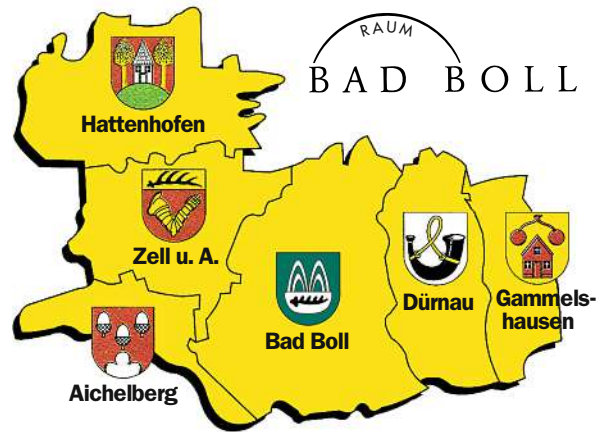 RAUM
BAD BOLL
Hattenhofen
Zell u. A.
Bad Boll
Dürnau
Gammels-
hausen
Aichelberg